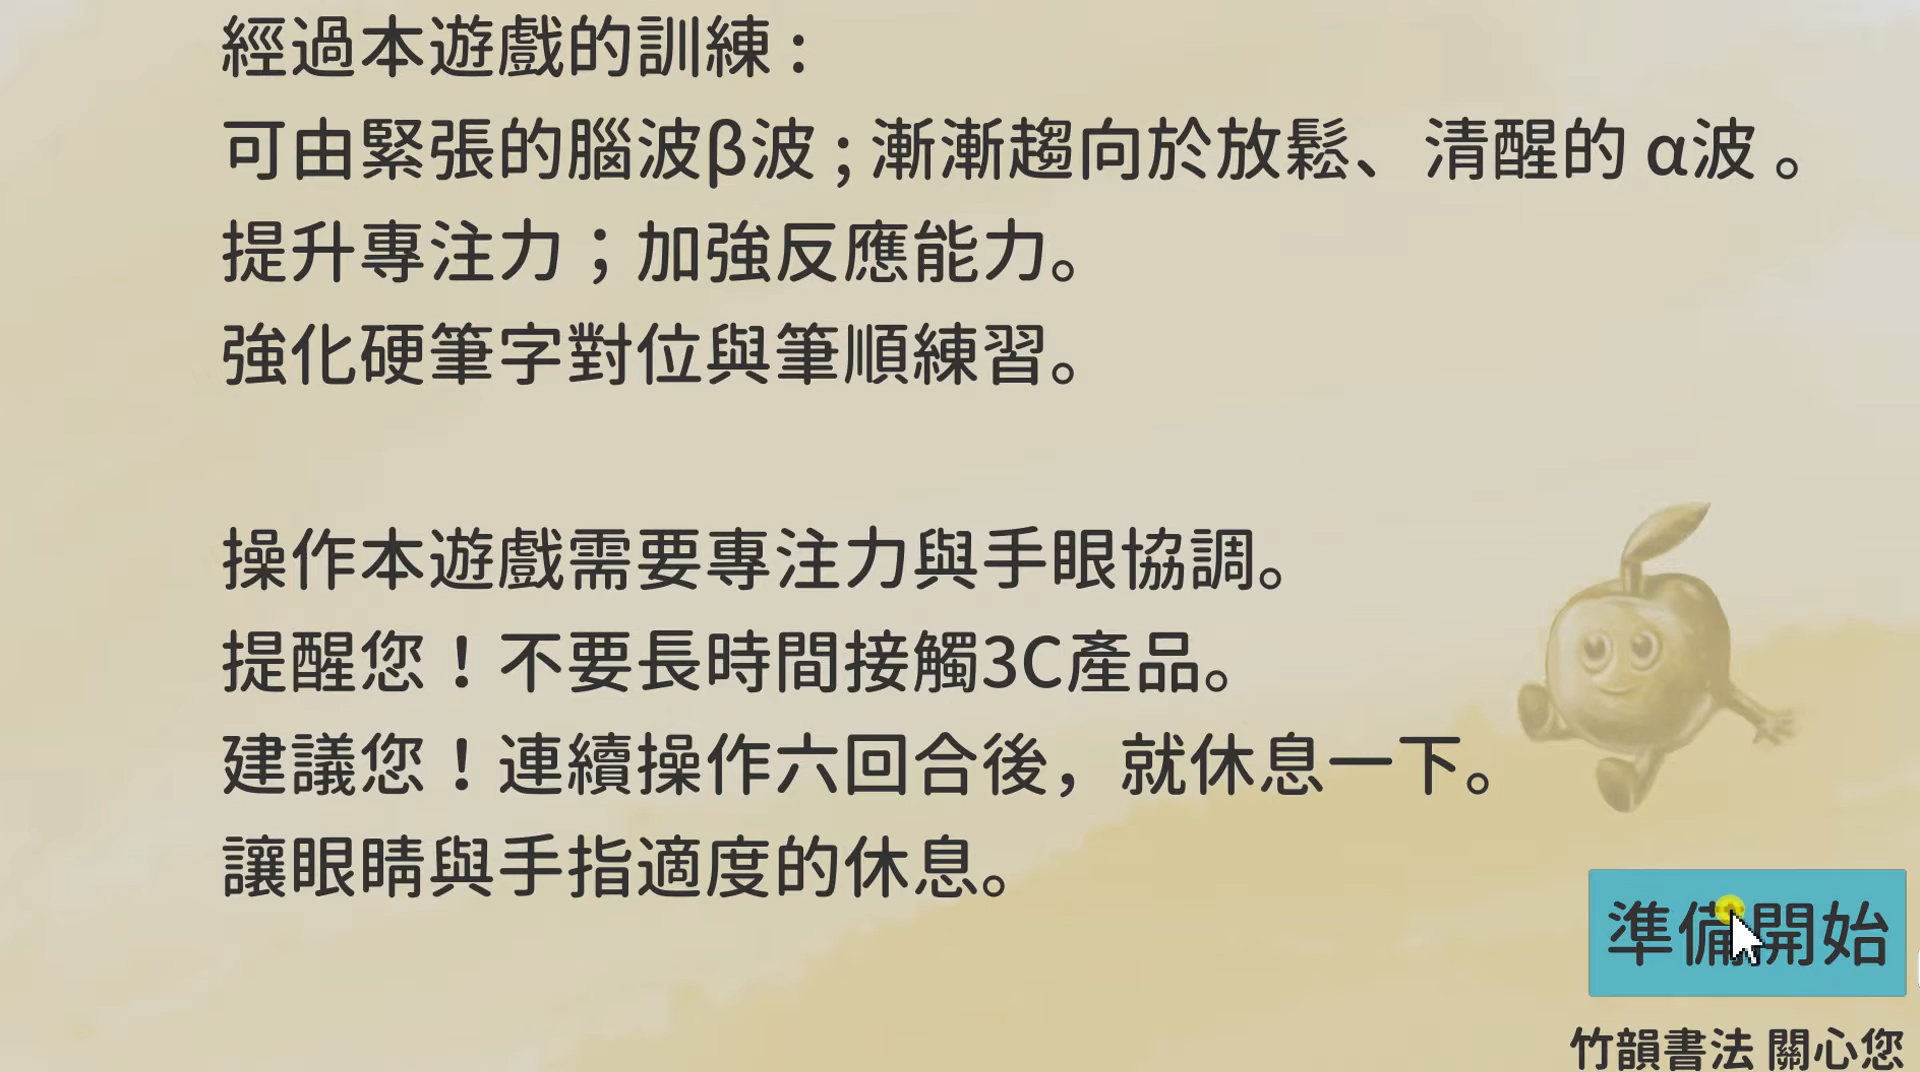 經過本遊戲的訓練：
可由緊張的腦波β波 ; 漸漸趨向於放鬆、清醒的 α波 。
提升專注力；加強反應能力。
強化硬筆字對位與筆順練習。
操作本遊戲需要專注力與手眼協調。
提醒您！不要長時間接觸3C產品。
建議您！連續操作六回合後，就休息一下。
讓眼睛與手指適度的休息。
準備開始
竹韻書法 關心您